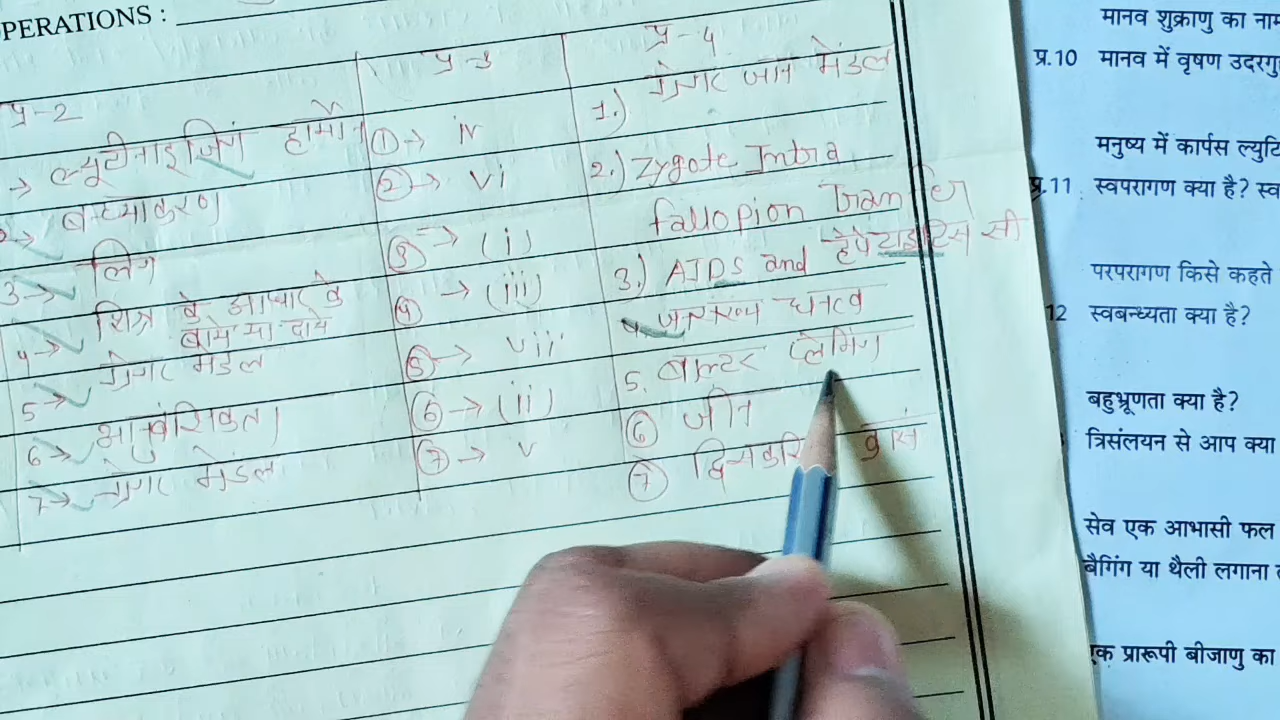 PERATIONS :
प्र-2
→ ल्यूटीनाइजिंग हार्मोन
बन्ध्याकरण
3→ लिंग
4→ शिश्न के आधार के
बाये या दाये
5→ ग्रेगर मेंडल
6→ आनुवंसिकता
7→ ग्रेगर मेंडल
प्र-3
①→ iv
②→ vi
③→ (i)
④→ (iii)
⑤→ vii
⑥→ (ii)
⑦→ v
प्र-4
1.) ग्रेगर जान मेंडल
2.) Zygote Intra
fallopion Transfer
3.) AIDS and हेपेटाइटिस सी
4. जनसंख्य घनत्व
5. वाल्टर फ्लेमिंग
⑥ जीन
⑦
मानव शुक्राणु का नाम
प्र.10 मानव में वृषण उदरगु
मनुष्य में कार्पस ल्युटि
प्र.11 स्वपरागण क्या है? स्व
परपरागण किसे कहते
12 स्वबन्ध्यता क्या है?
बहुभ्रूणता क्या है?
त्रिसंलयन से आप क्या
सेव एक आभासी फल
बैगिंग या थैली लगाना
एक प्रारूपी बीजाणु का